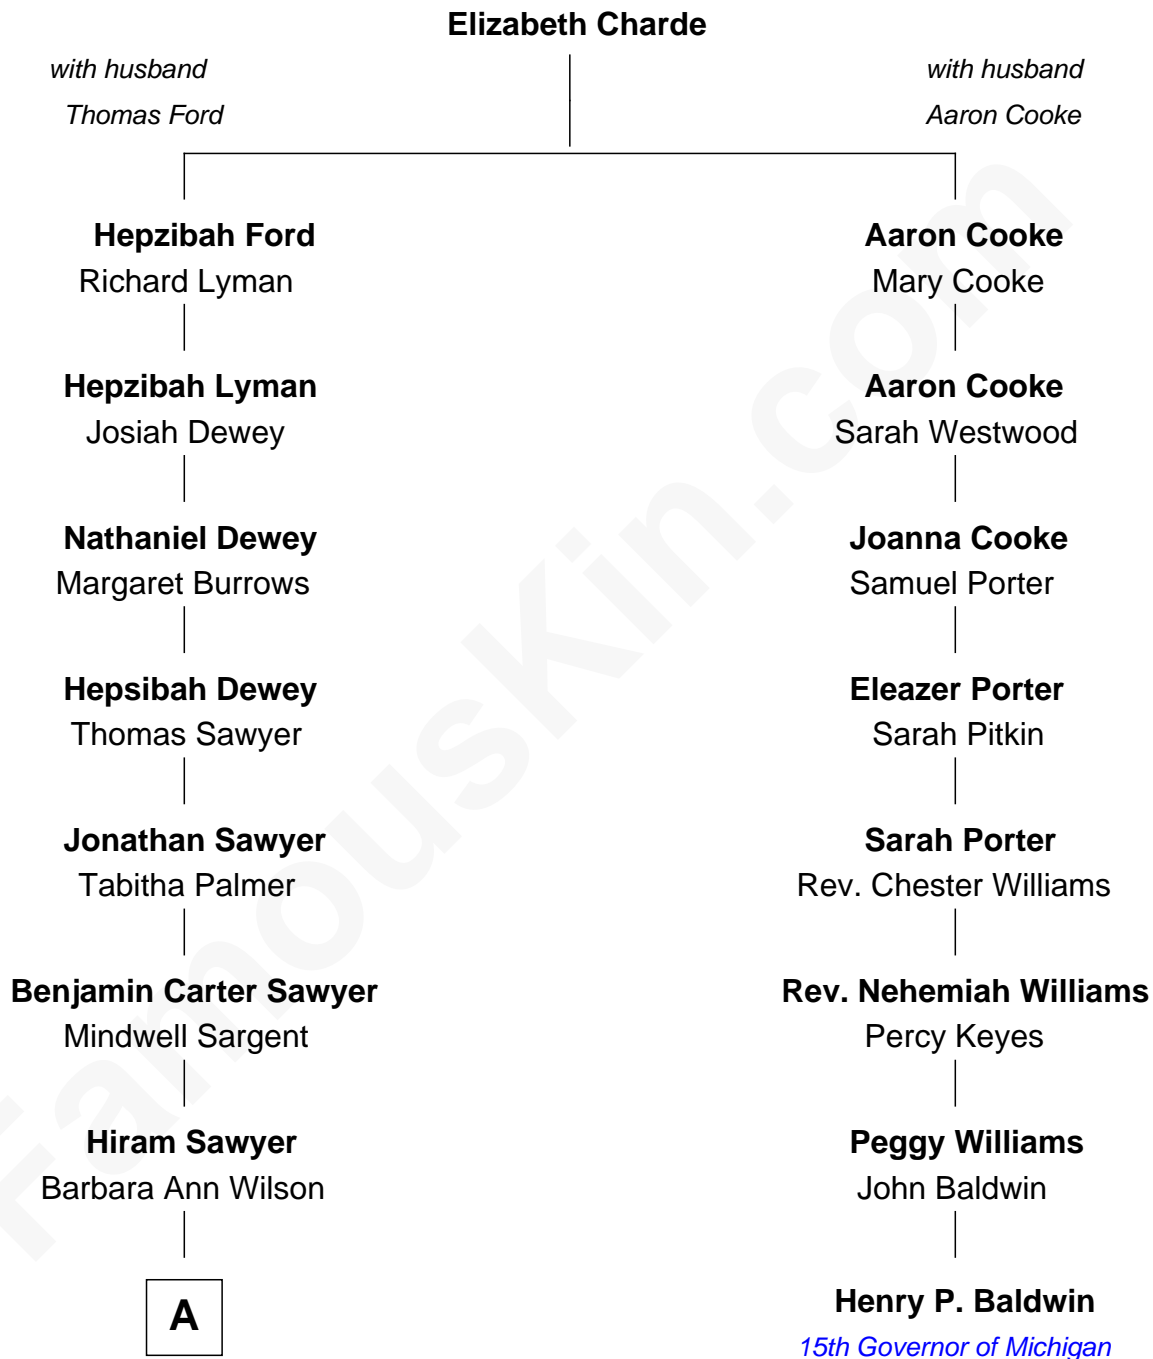 Elizabeth Charde
with husband
Thomas Ford
with husband
Aaron Cooke
Hepzibah Ford
Richard Lyman
Aaron Cooke
Mary Cooke
Hepzibah Lyman
Josiah Dewey
Aaron Cooke
Sarah Westwood
Nathaniel Dewey
Margaret Burrows
Joanna Cooke
Samuel Porter
Hepsibah Dewey
Thomas Sawyer
Eleazer Porter
Sarah Pitkin
Jonathan Sawyer
Tabitha Palmer
Sarah Porter
Rev. Chester Williams
Benjamin Carter Sawyer
Mindwell Sargent
Rev. Nehemiah Williams
Percy Keyes
Hiram Sawyer
Barbara Ann Wilson
Peggy Williams
John Baldwin
A
Henry P. Baldwin
15th Governor of Michigan
FamousKin.com